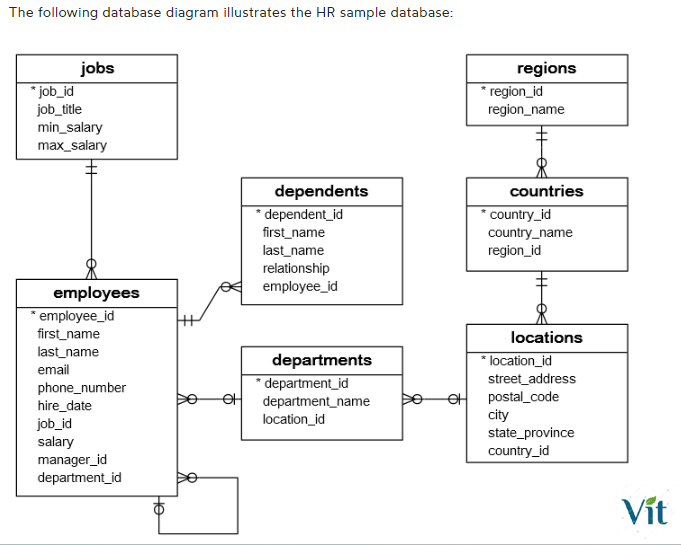 The following database diagram illustrates the HR sample database:
jobs
* job_id
job_title
min_salary
max_salary
regions
* region_id
region_name
dependents
* dependent_id
first_name
last_name
relationship
employee_id
countries
* country_id
country_name
region_id
employees
* employee_id
first_name
last_name
email
phone_number
hire_date
job_id
salary
manager_id
department_id
departments
* department_id
department_name
location_id
locations
* location_id
street_address
postal_code
city
state_province
country_id
Vit